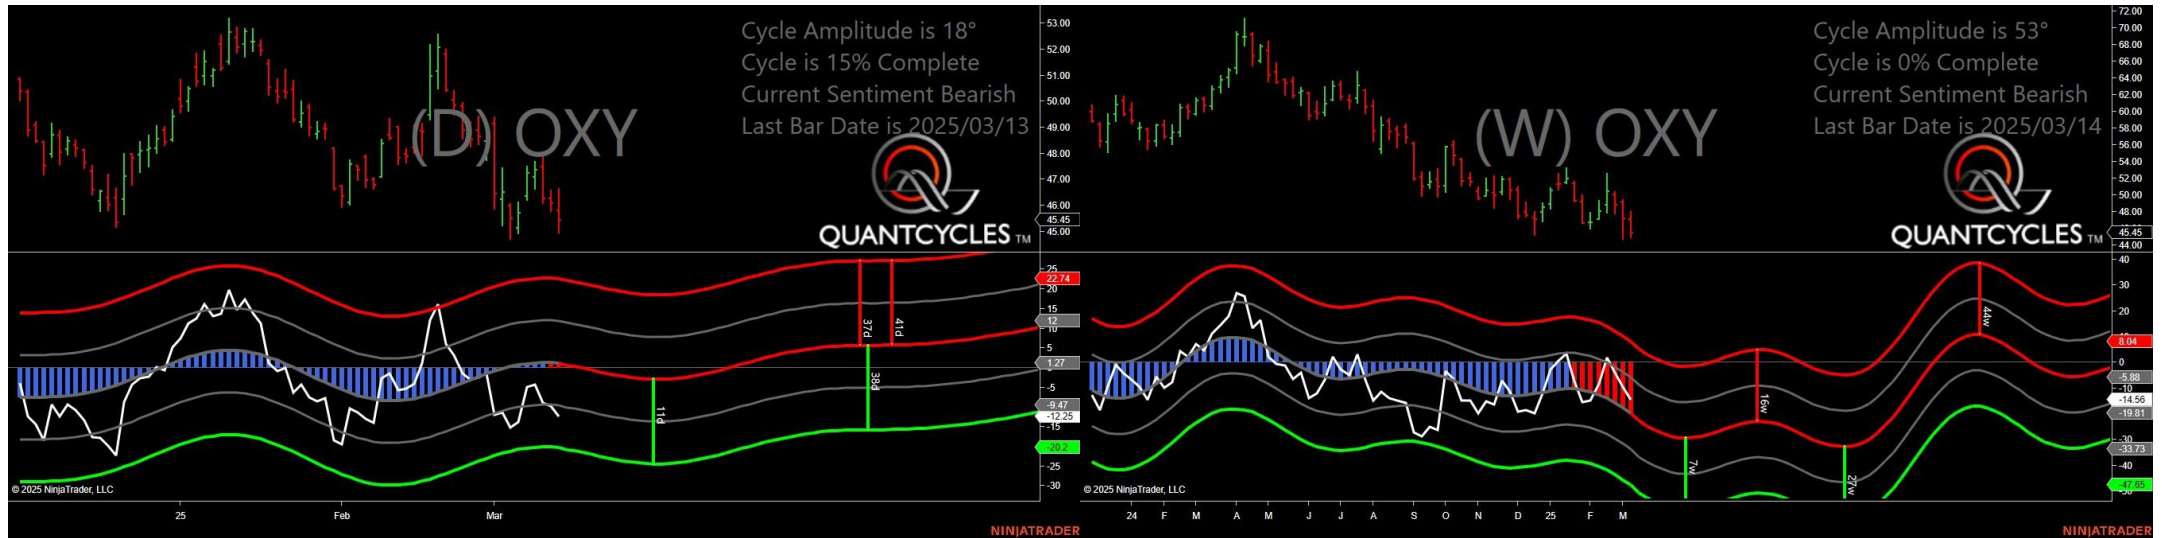 Cycle Amplitude is 18°
Cycle is 15% Complete
Current Sentiment Bearish
Last Bar Date is 2025/03/13
(D) OXY
QUANTCYCLES TM
53.00
52.00
51.00
50.00
49.00
48.00
47.00
46.00
45.45
45.00
25
22.74
20
15
12
10
5
1.27
-5
-9.47
-12.25
-15
-20.2
-25
-30
11d
37d
41d
38d
© 2025 NinjaTrader, LLC
25 Feb Mar
NINJATRADER
Cycle Amplitude is 53°
Cycle is 0% Complete
Current Sentiment Bearish
Last Bar Date is 2025/03/14
(W) OXY
QUANTCYCLES TM
72.00
70.00
68.00
66.00
64.00
62.00
60.00
58.00
56.00
54.00
52.00
50.00
48.00
45.45
44.00
40
30
20
8.04
0
-5.88
-10
-14.56
-19.81
-30
-33.73
-40
-47.65
7w
16w
27w
44w
© 2025 NinjaTrader, LLC
24 F M A M J J A S O N D 25 F M
NINJATRADER